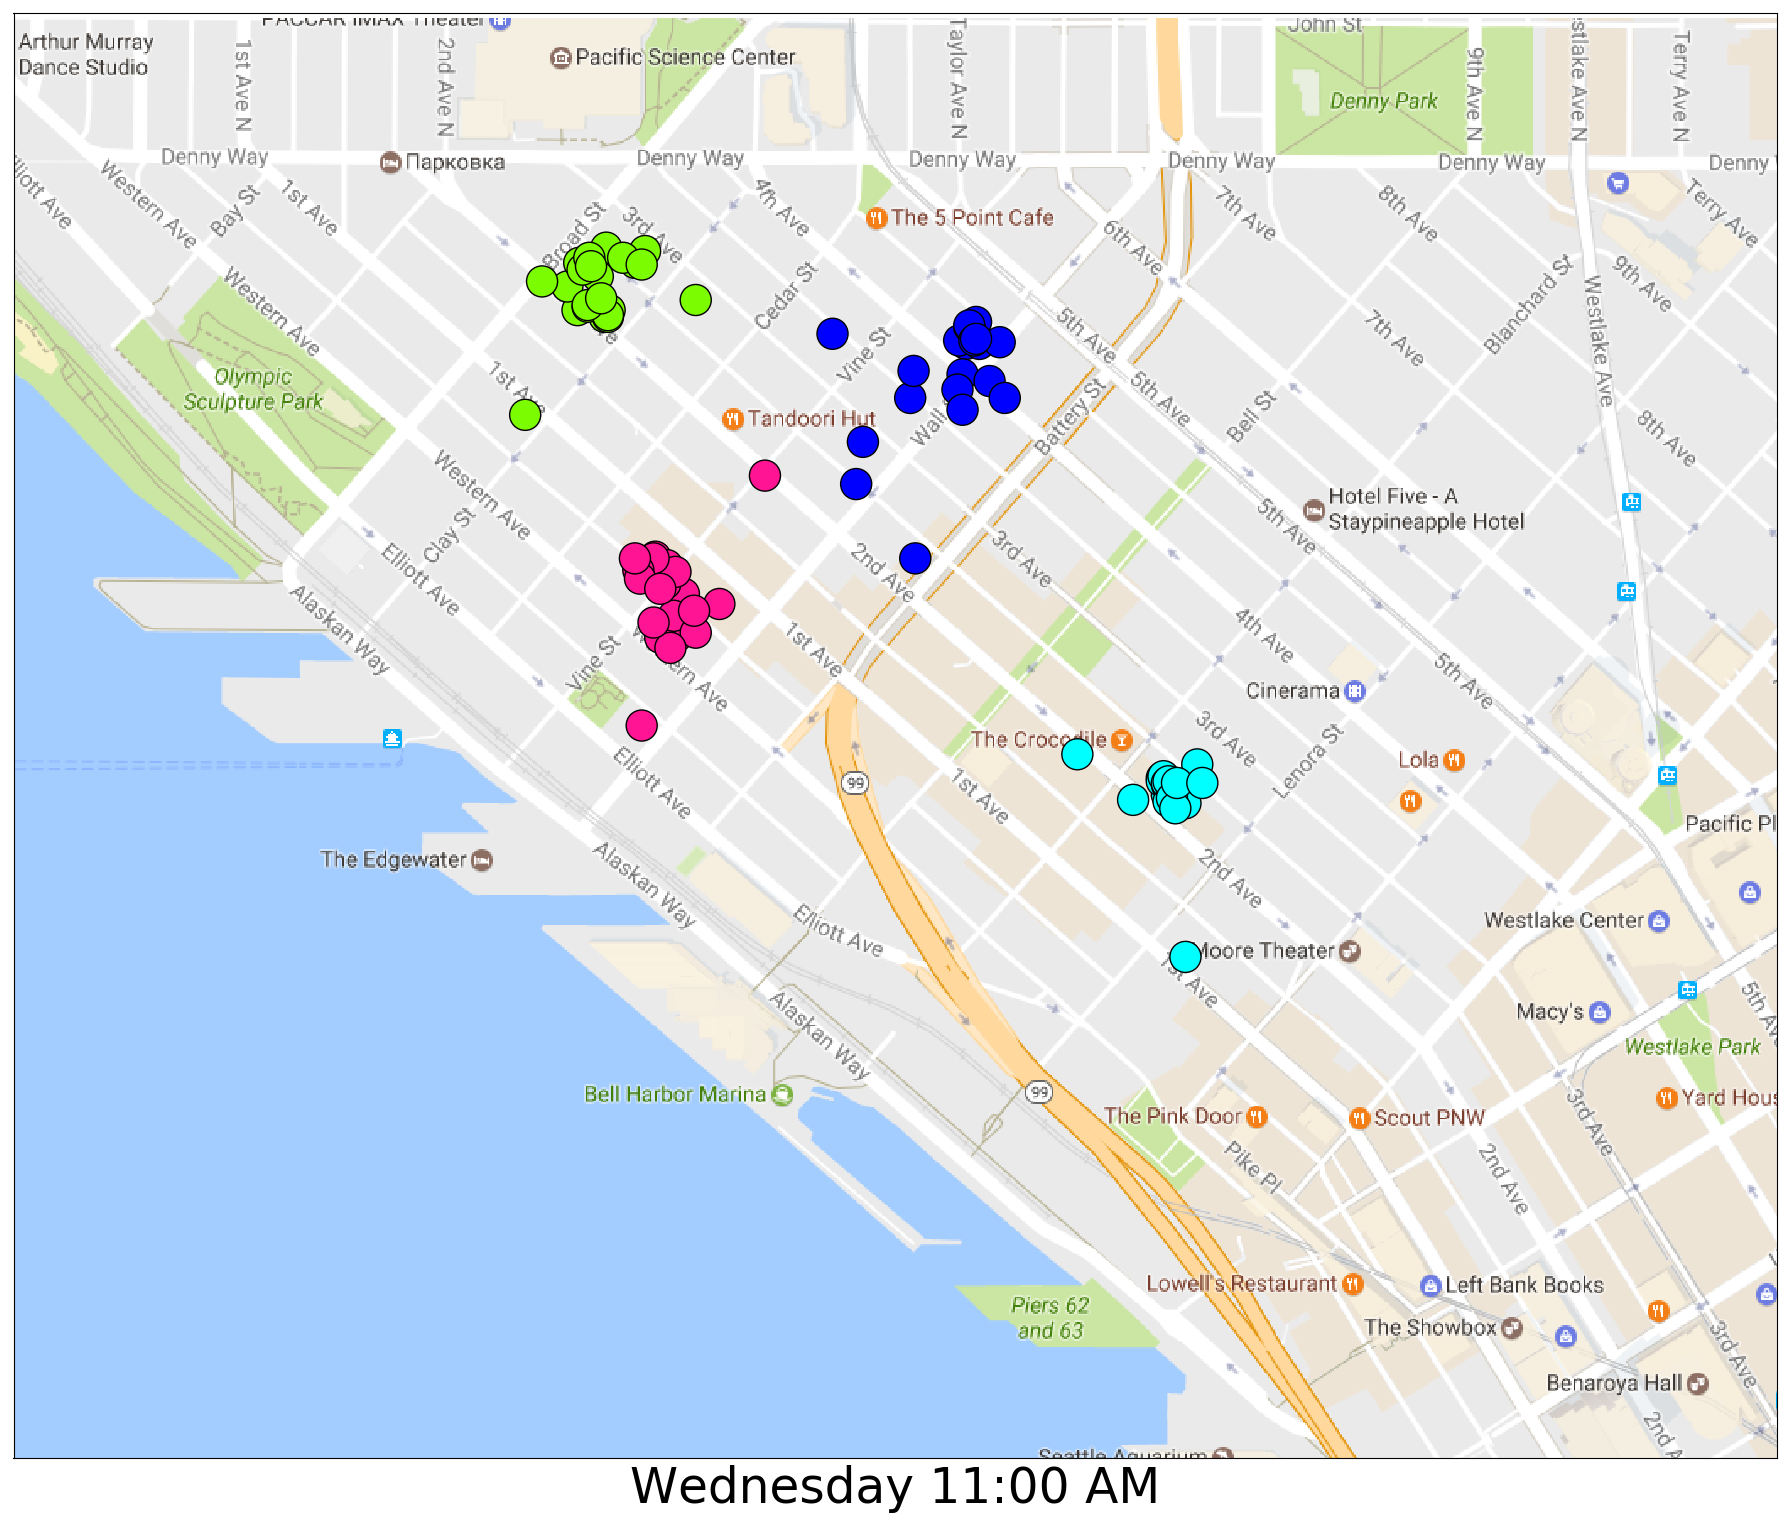 PACCAR IMAX Theater
John St
Arthur Murray
Dance Studio
1st Ave N
2nd Ave N
Pacific Science Center
Taylor Ave N
Denny Park
9th Ave N
Westlake Ave N
Terry Ave N
Denny Way
Парковка
Denny Way
Denny Way
Denny Way
Denny Way
Denny
Elliott Ave
Western Ave
Bay St
1st Ave
Broad St
3rd Ave
4th Ave
The 5 Point Cafe
6th Ave
7th Ave
8th Ave
Terry Ave
Western Ave
Cedar St
Vine St
5th Ave
5th Ave
Blanchard St
9th Ave
7th Ave
Westlake Ave
Olympic
Sculpture Park
1st Ave
Tandoori Hut
Battery St
Bell St
8th Ave
Western Ave
Clay St
Elliott Ave
Hotel Five - A
Staypineapple Hotel
5th Ave
2nd Ave
3rd Ave
Alaskan Way
Vine St
1st Ave
4th Ave
5th Ave
Cinerama
Elliott Ave
The Crocodile
3rd Ave
Lenora St
Lola
99
1st Ave
Pacific Pl
The Edgewater
Alaskan Way
2nd Ave
Elliott Ave
Westlake Center
Moore Theater
1st Ave
Macy's
5th Av
Alaskan Way
Westlake Park
Bell Harbor Marina
99
The Pink Door
Scout PNW
Yard Hous
3rd Ave
Pike Pl
2nd Ave
Lowell's Restaurant
Left Bank Books
Piers 62
and 63
The Showbox
3rd Ave
Benaroya Hall
2nd A
Seattle Aquarium
Wednesday 11:00 AM